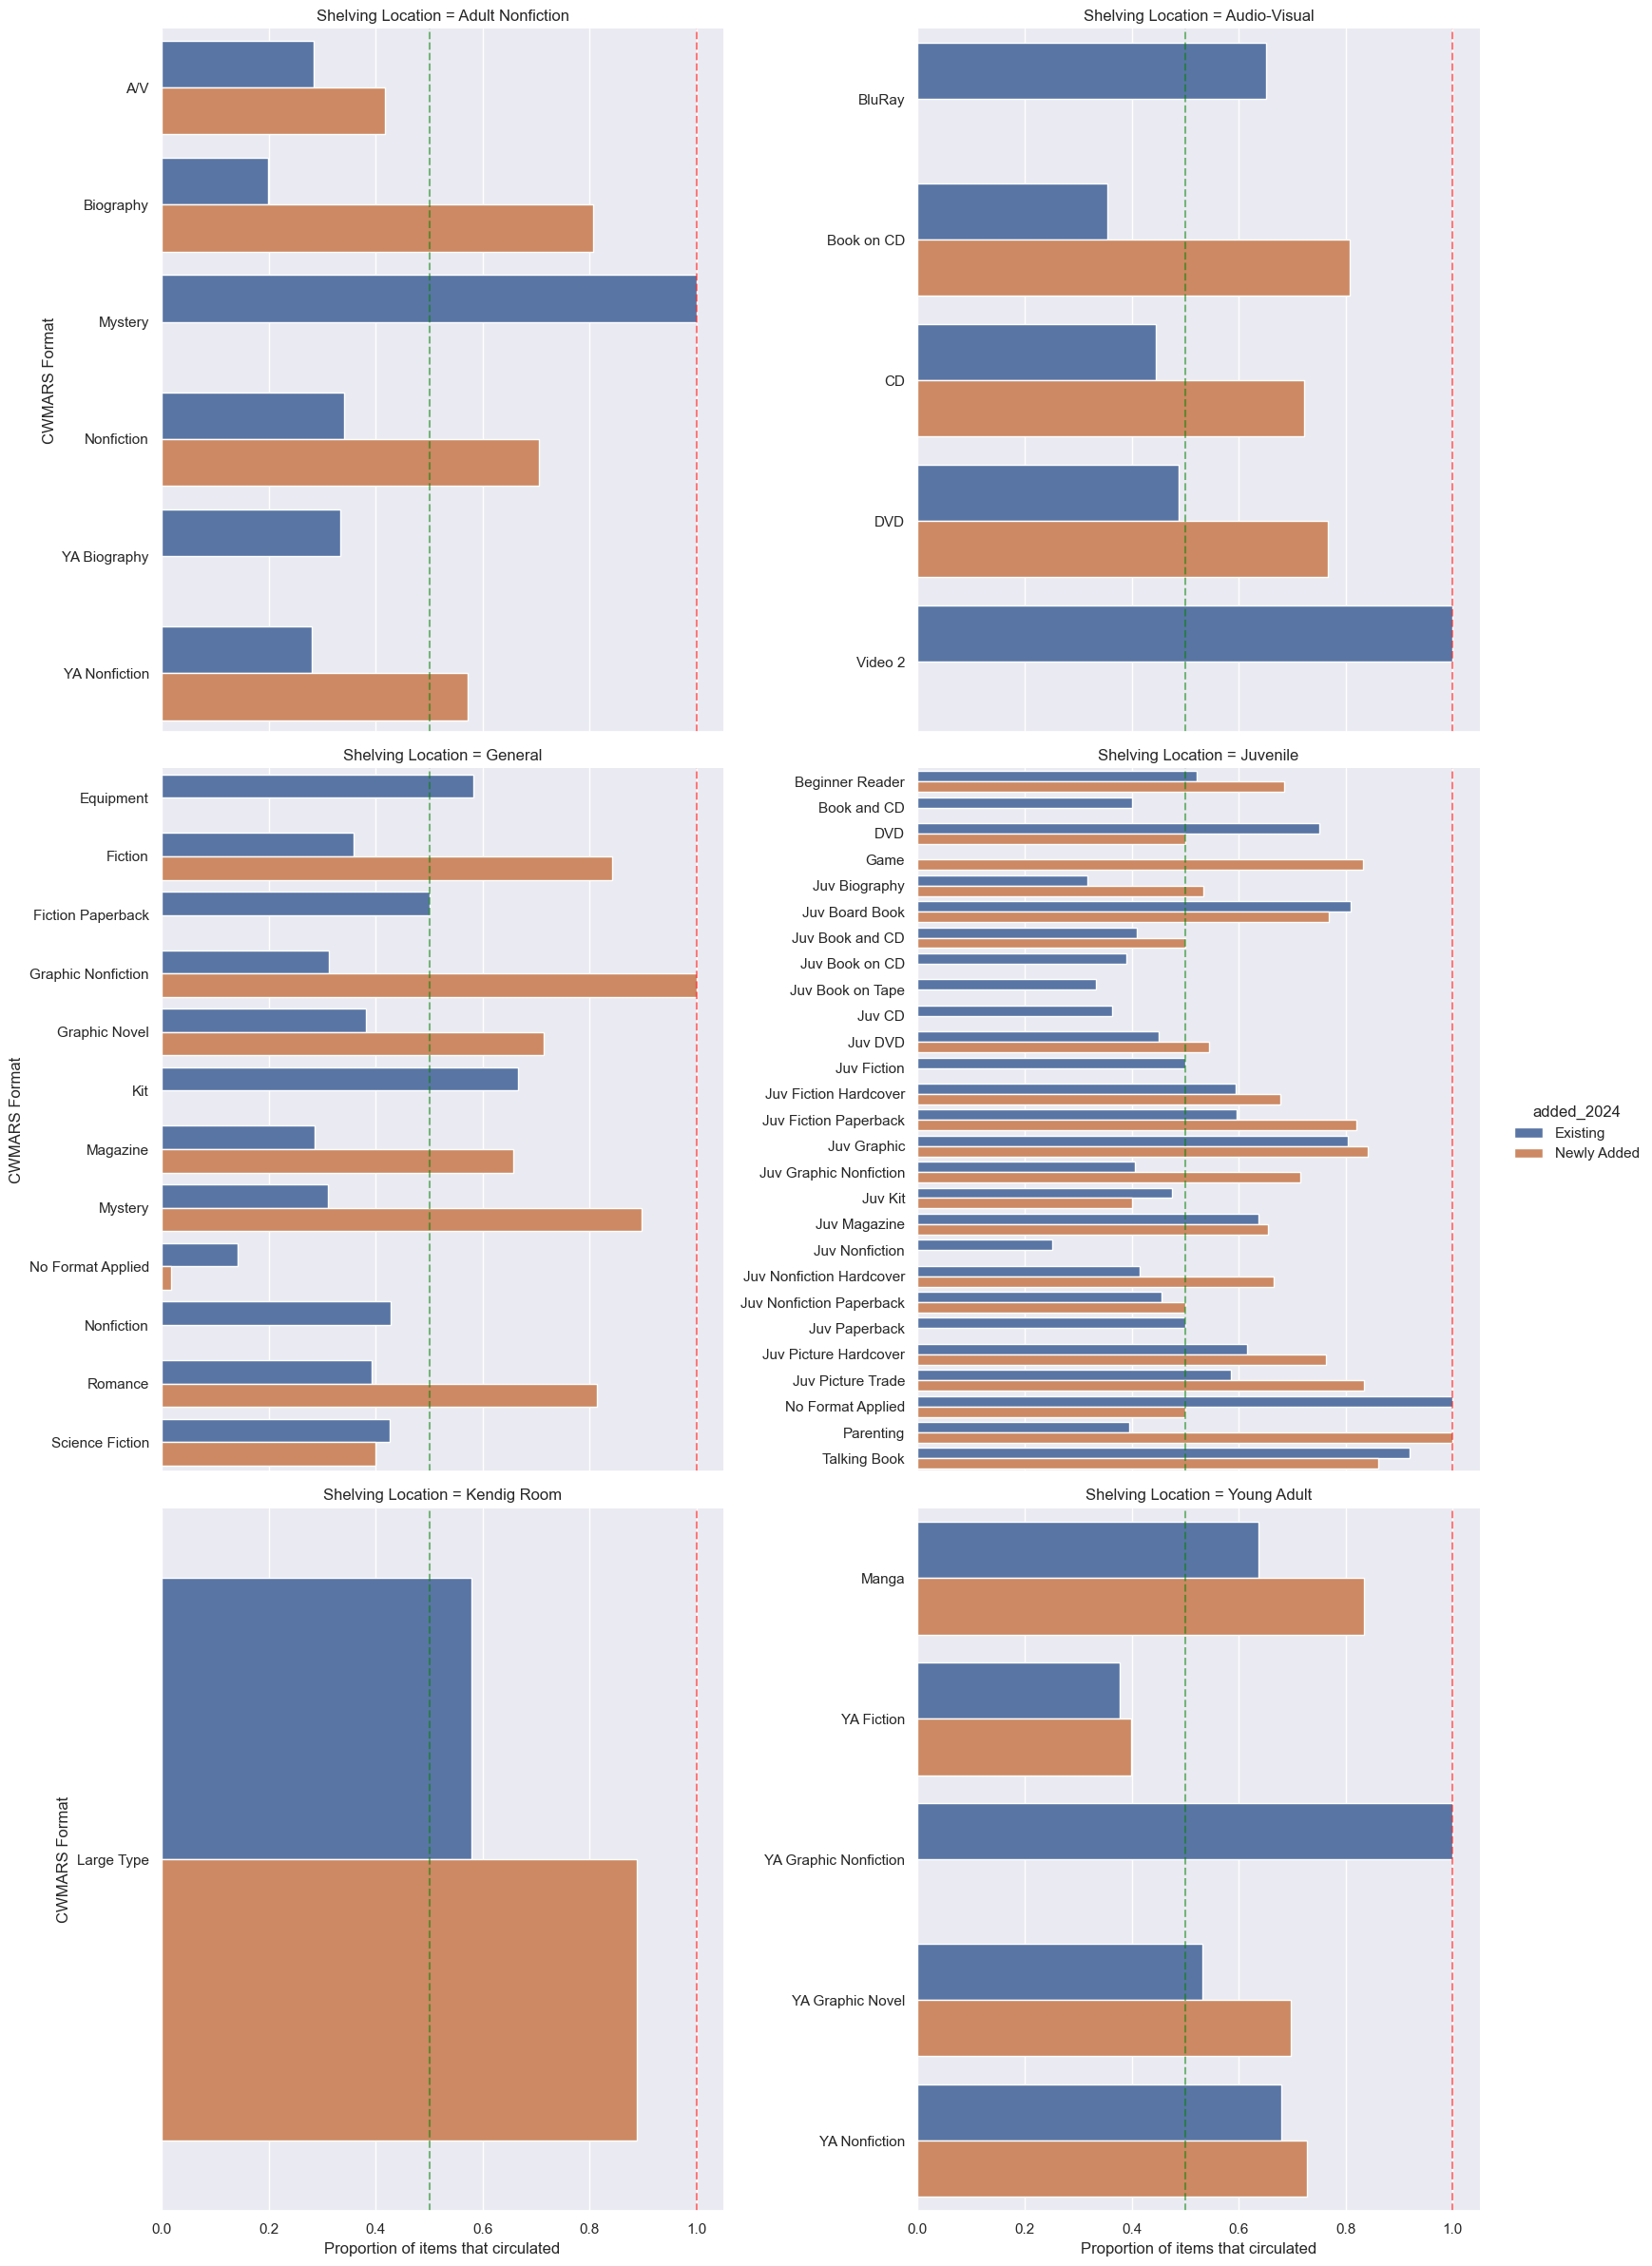 Shelving Location = Adult Nonfiction
CWMARS Format
A/V
Biography
Mystery
Nonfiction
YA Biography
YA Nonfiction
Shelving Location = Audio-Visual
BluRay
Book on CD
CD
DVD
Video 2
Shelving Location = General
CWMARS Format
Equipment
Fiction
Fiction Paperback
Graphic Nonfiction
Graphic Novel
Kit
Magazine
Mystery
No Format Applied
Nonfiction
Romance
Science Fiction
Shelving Location = Juvenile
Beginner Reader
Book and CD
DVD
Game
Juv Biography
Juv Board Book
Juv Book and CD
Juv Book on CD
Juv Book on Tape
Juv CD
Juv DVD
Juv Fiction
Juv Fiction Hardcover
Juv Fiction Paperback
Juv Graphic
Juv Graphic Nonfiction
Juv Kit
Juv Magazine
Juv Nonfiction
Juv Nonfiction Hardcover
Juv Nonfiction Paperback
Juv Paperback
Juv Picture Hardcover
Juv Picture Trade
No Format Applied
Parenting
Talking Book
added_2024
Existing
Newly Added
Shelving Location = Kendig Room
CWMARS Format
Large Type
0.0 0.2 0.4 0.6 0.8 1.0
Proportion of items that circulated
Shelving Location = Young Adult
Manga
YA Fiction
YA Graphic Nonfiction
YA Graphic Novel
YA Nonfiction
0.0 0.2 0.4 0.6 0.8 1.0
Proportion of items that circulated